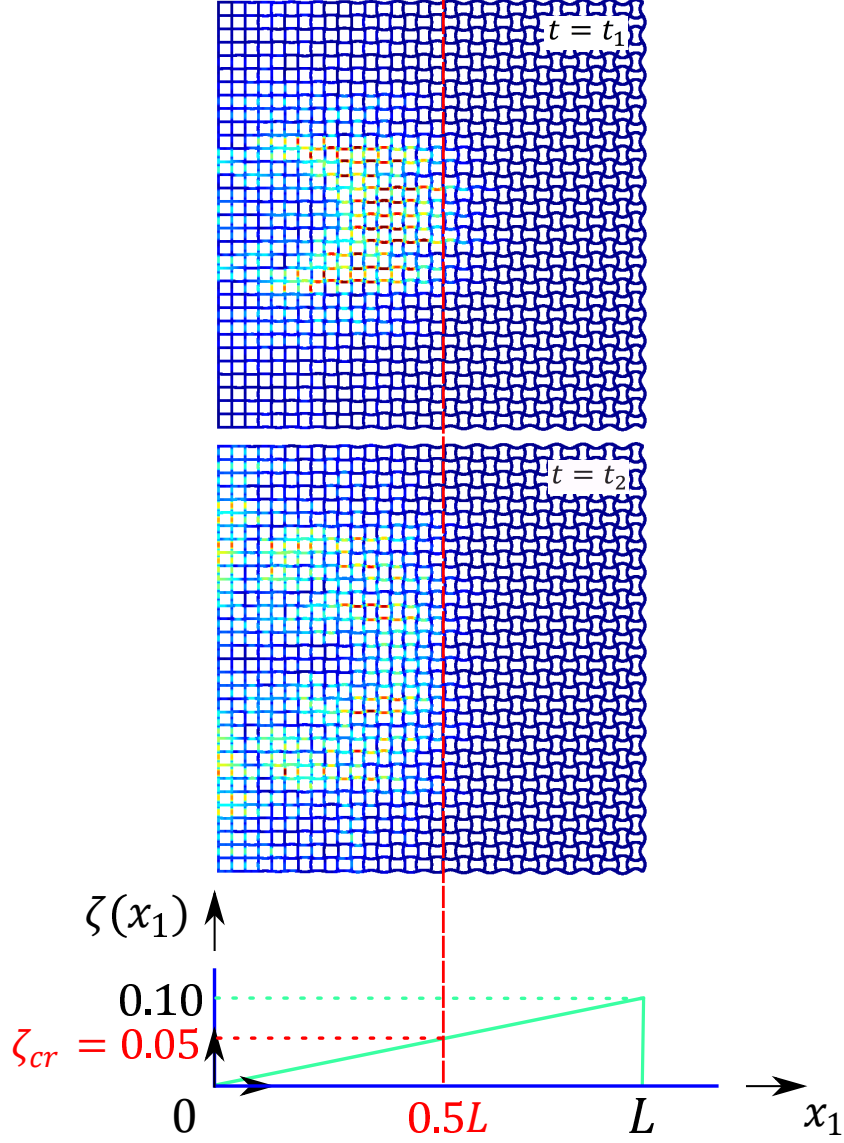 t = t₁
t = t₂
ζ(x₁)
0.10
ζcr = 0.05
0
0.5L
L
x₁